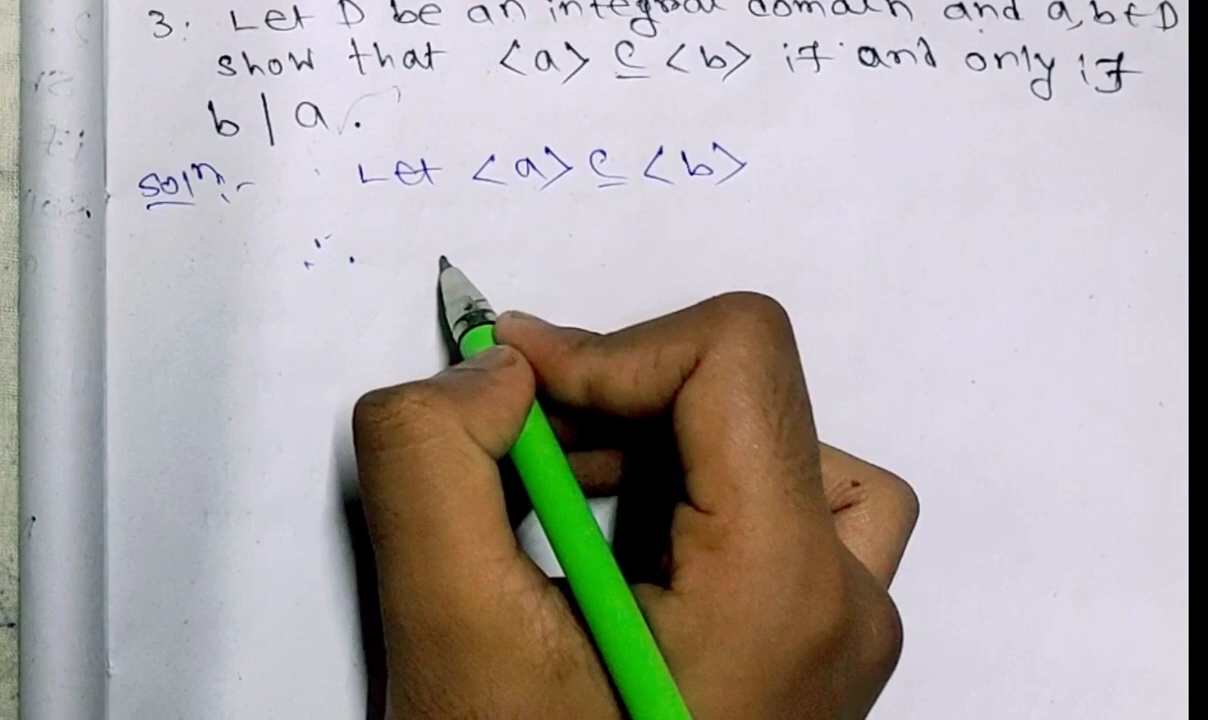 3. Let D be an integral domain and a, b ∈ D
show that <a> ⊆ <b> if and only if
b | a.
Soln:- Let <a> ⊆ <b>
∴